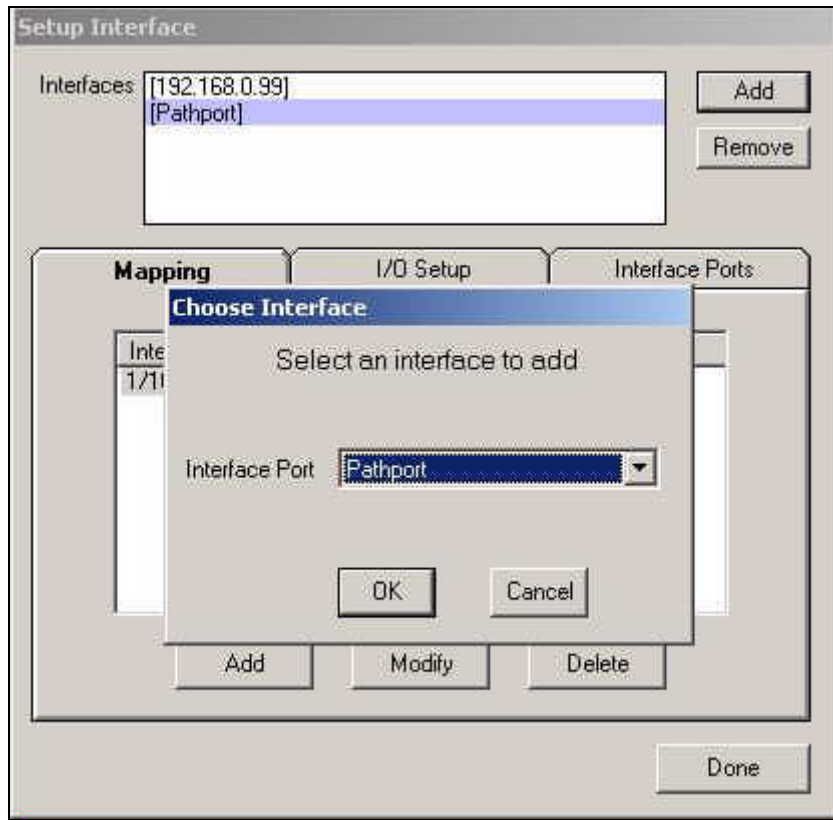 Setup Interface
Interfaces
[192.168.0.99]
[Pathport]
Add
Remove
Mapping
I/O Setup
Interface Ports
Choose Interface
Select an interface to add
Interface Port
Pathport
OK
Cancel
Add
Modify
Delete
Done